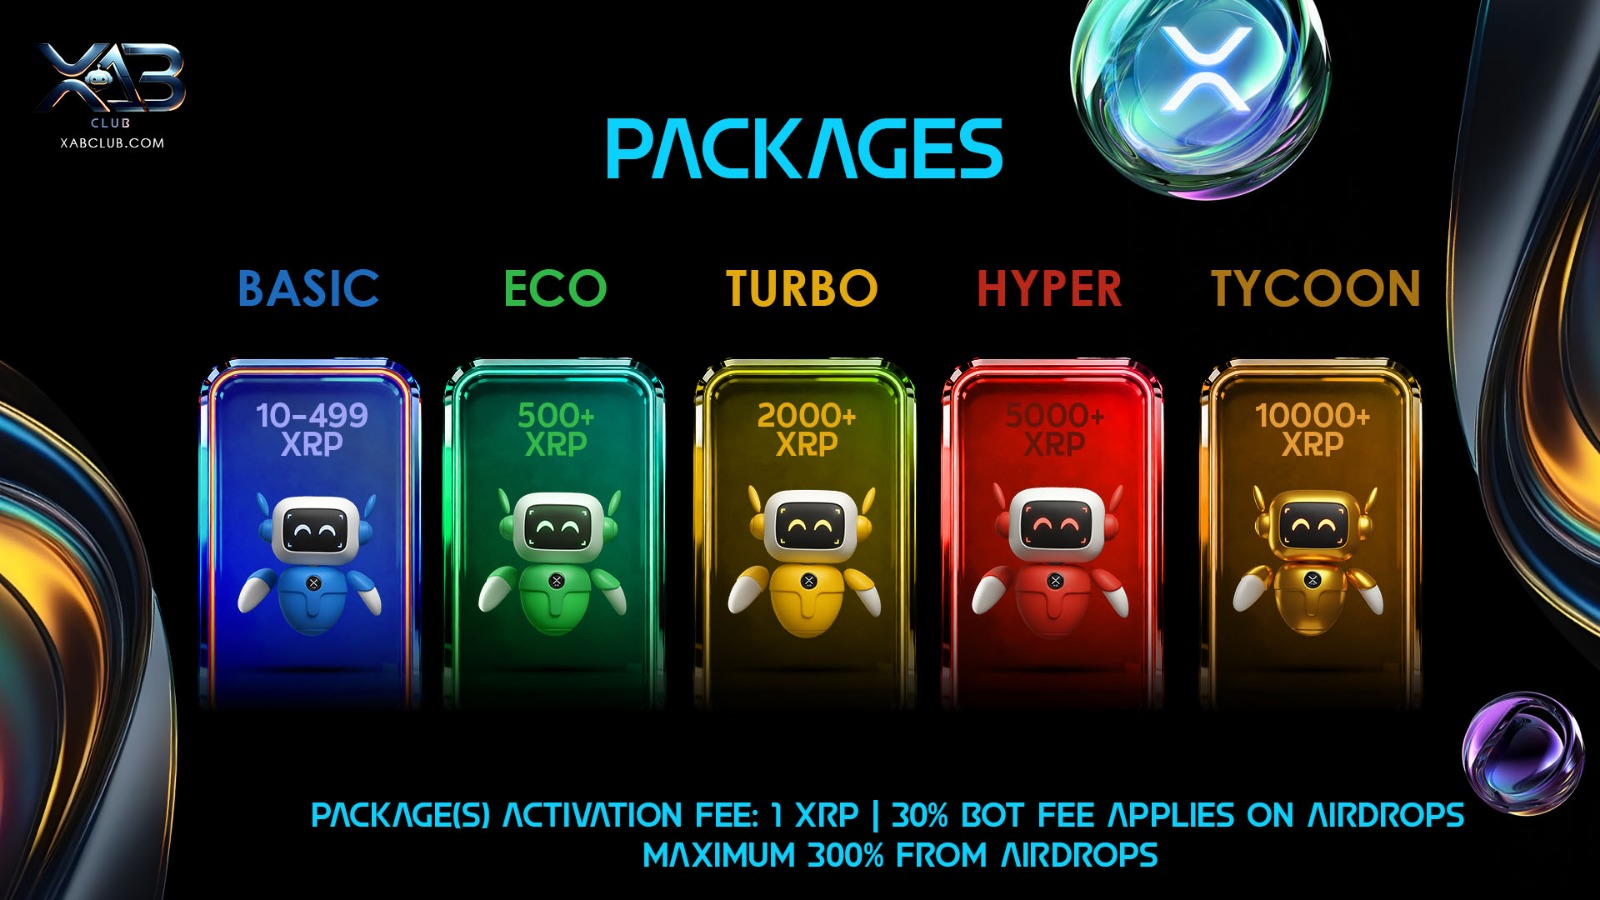 XAB
CLUB
XABCLUB.COM
PACKAGES
BASIC
10-499
XRP
ECO
500+
XRP
TURBO
2000+
XRP
HYPER
5000+
XRP
TYCOON
10000+
XRP
PACKAGE(S) ACTIVATION FEE: 1 XRP | 30% BOT FEE APPLIES ON AIRDROPS
MAXIMUM 300% FROM AIRDROPS